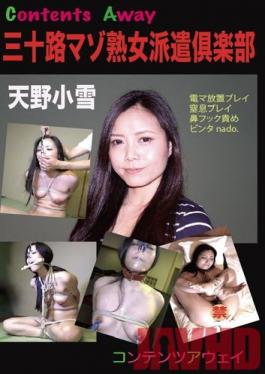 Contents Away
三十路マゾ熟女派遣倶楽部
天野小雪
電マ放置プレイ
窒息プレイ
鼻フック責め
ビンタ nado.
禁
コンテンツアウェイ